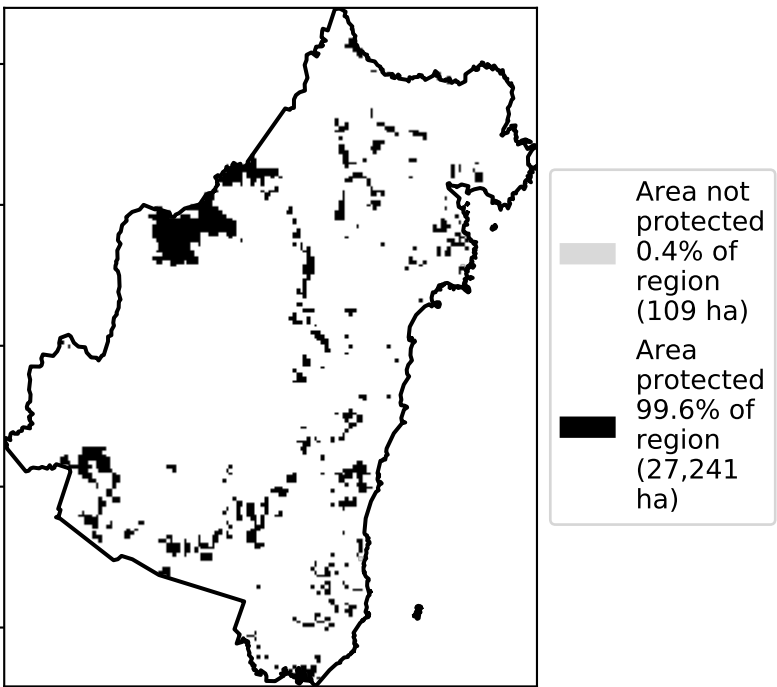 Area not
protected
0.4% of
region
(109 ha)
Area
protected
99.6% of
region
(27,241
ha)